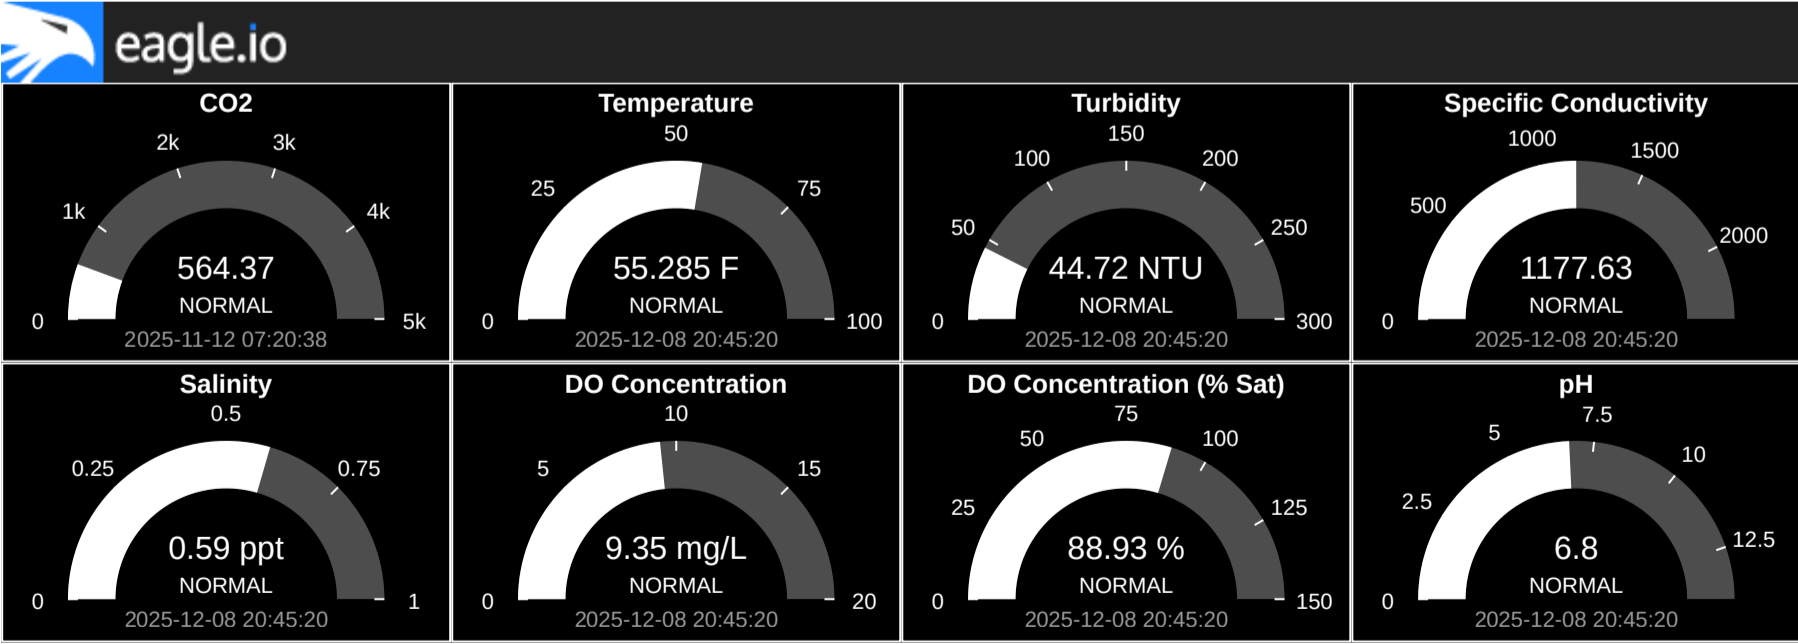 eagle.io
CO2
0
1k
2k
3k
4k
5k
564.37
NORMAL
2025-11-12 07:20:38
Temperature
0
25
50
75
100
55.285 F
NORMAL
2025-12-08 20:45:20
Turbidity
0
50
100
150
200
250
300
44.72 NTU
NORMAL
2025-12-08 20:45:20
Specific Conductivity
0
500
1000
1500
2000
1177.63
NORMAL
2025-12-08 20:45:20
Salinity
0
0.25
0.5
0.75
1
0.59 ppt
NORMAL
2025-12-08 20:45:20
DO Concentration
0
5
10
15
20
9.35 mg/L
NORMAL
2025-12-08 20:45:20
DO Concentration (% Sat)
0
25
50
75
100
125
150
88.93 %
NORMAL
2025-12-08 20:45:20
pH
0
2.5
5
7.5
10
12.5
6.8
NORMAL
2025-12-08 20:45:20